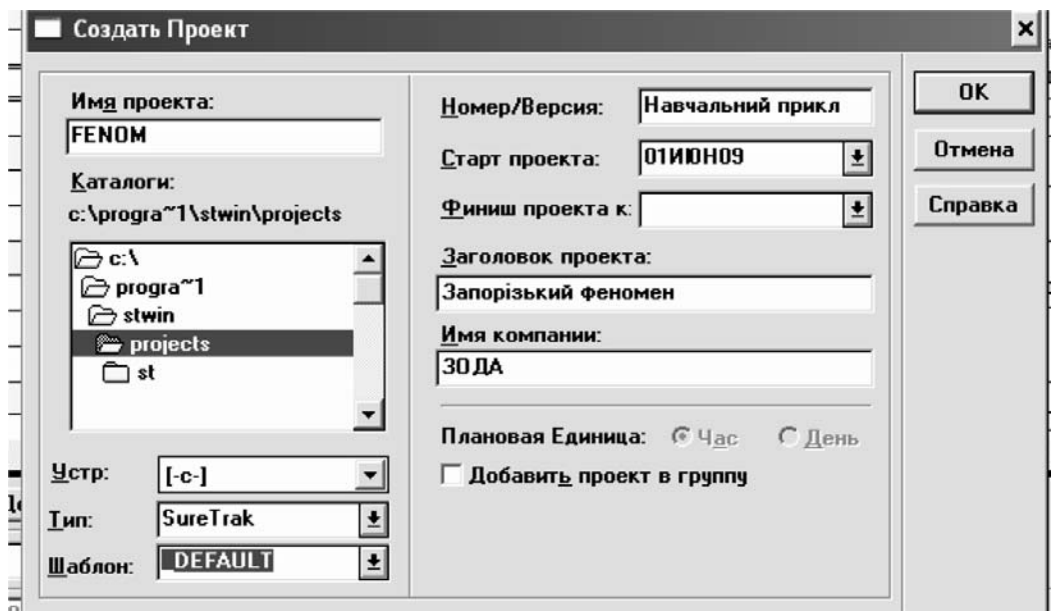 Создать Проект
Имя проекта:
FENOM
Каталоги:
c:\progra~1\stwin\projects
c:\
progra~1
stwin
projects
st
Устр:
[-c-]
Тип:
SureTrak
Шаблон:
_DEFAULT
Номер/Версия:
Навчальний прикл
Старт проекта:
01ИЮН09
Финиш проекта к:
Заголовок проекта:
Запорізький феномен
Имя компании:
ЗОДА
Плановая Единица:
Час
День
Добавить проект в группу
OK
Отмена
Справка